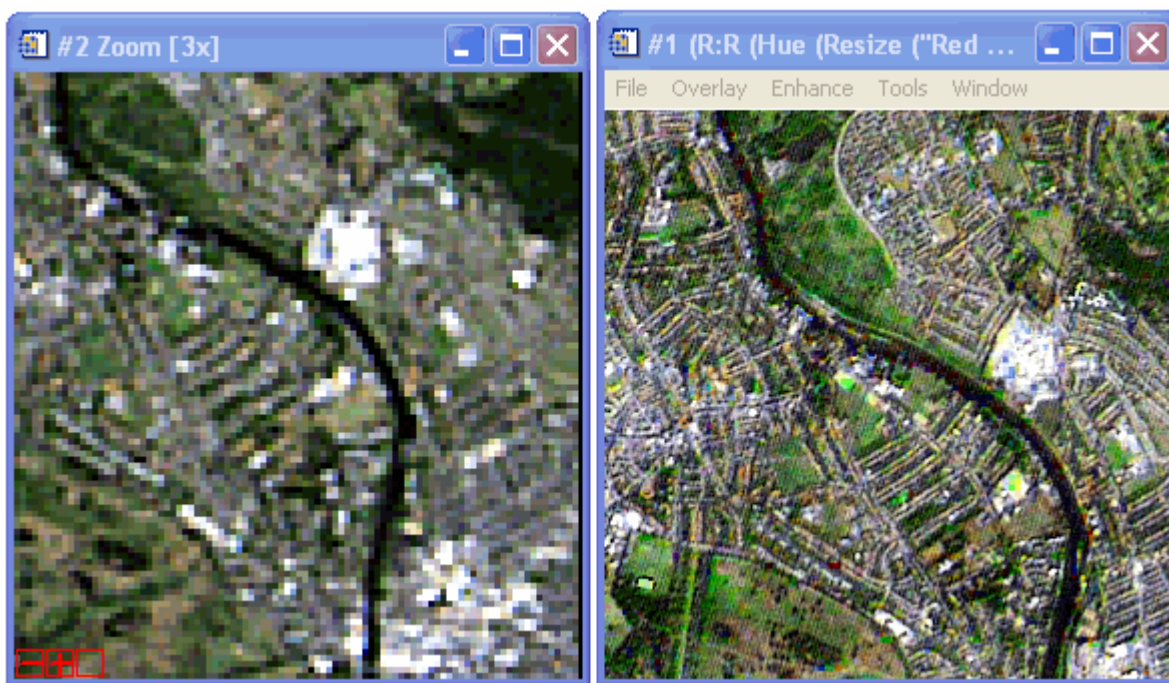 #2 Zoom [3x]
#1 (R:R (Hue (Resize ("Red ...
File Overlay Enhance Tools Window